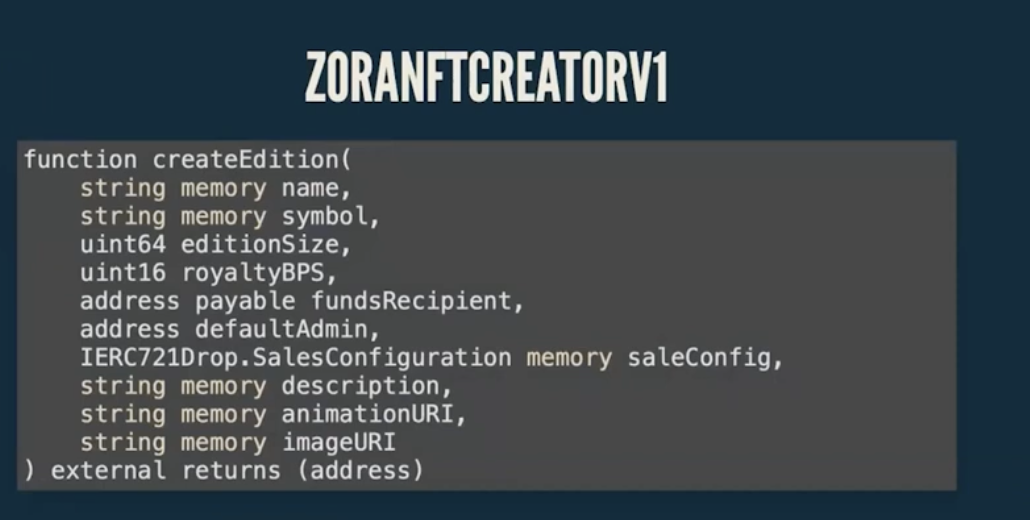 ZORANFTCREATORV1
function createEdition(
    string memory name,
    string memory symbol,
    uint64 editionSize,
    uint16 royaltyBPS,
    address payable fundsRecipient,
    address defaultAdmin,
    IERC721Drop.SalesConfiguration memory saleConfig,
    string memory description,
    string memory animationURI,
    string memory imageURI
) external returns (address)